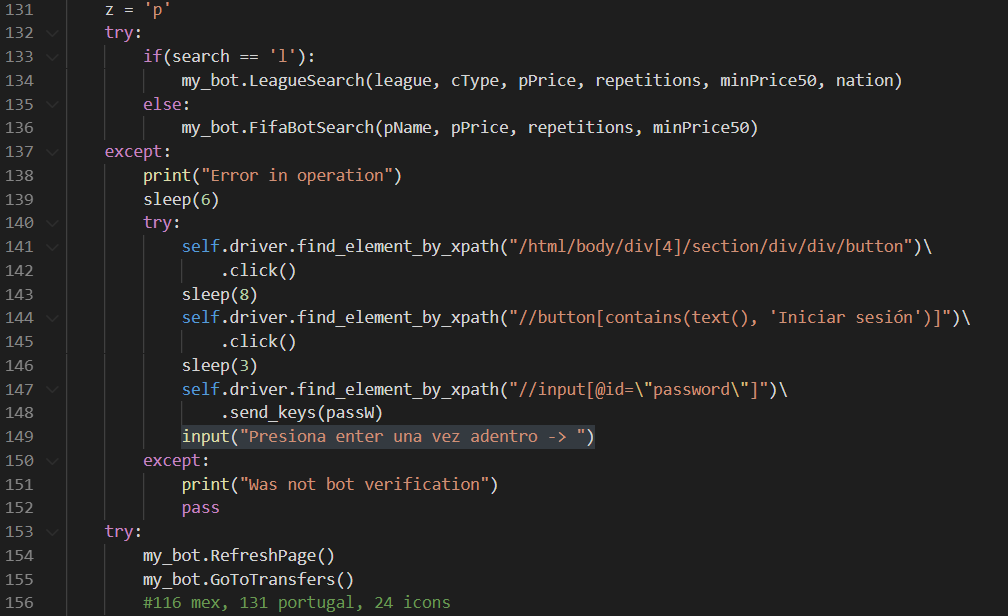 131 z = 'p'
132 try:
133 if(search == 'l'):
134 my_bot.LeagueSearch(league, cType, pPrice, repetitions, minPrice50, nation)
135 else:
136 my_bot.FifaBotSearch(pName, pPrice, repetitions, minPrice50)
137 except:
138 print("Error in operation")
139 sleep(6)
140 try:
141 self.driver.find_element_by_xpath("/html/body/div[4]/section/div/div/button")\
142 .click()
143 sleep(8)
144 self.driver.find_element_by_xpath("//button[contains(text(), 'Iniciar sesión')]")\
145 .click()
146 sleep(3)
147 self.driver.find_element_by_xpath("//input[@id=\"password\"]")\
148 .send_keys(passW)
149 input("Presiona enter una vez adentro -> ")
150 except:
151 print("Was not bot verification")
152 pass
153 try:
154 my_bot.RefreshPage()
155 my_bot.GoToTransfers()
156 #116 mex, 131 portugal, 24 icons